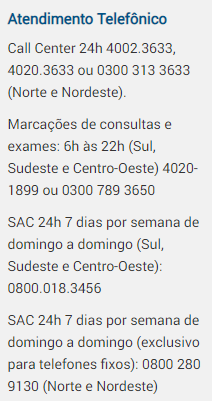 Atendimento Telefônico
Call Center 24h 4002.3633,
4020.3633 ou 0300 313 3633
(Norte e Nordeste).
Marcações de consultas e
exames: 6h às 22h (Sul,
Sudeste e Centro-Oeste) 4020-
1899 ou 0300 789 3650
SAC 24h 7 dias por semana de
domingo a domingo (Sul,
Sudeste e Centro-Oeste):
0800.018.3456
SAC 24h 7 dias por semana de
domingo a domingo (exclusivo
para telefones fixos): 0800 280
9130 (Norte e Nordeste)